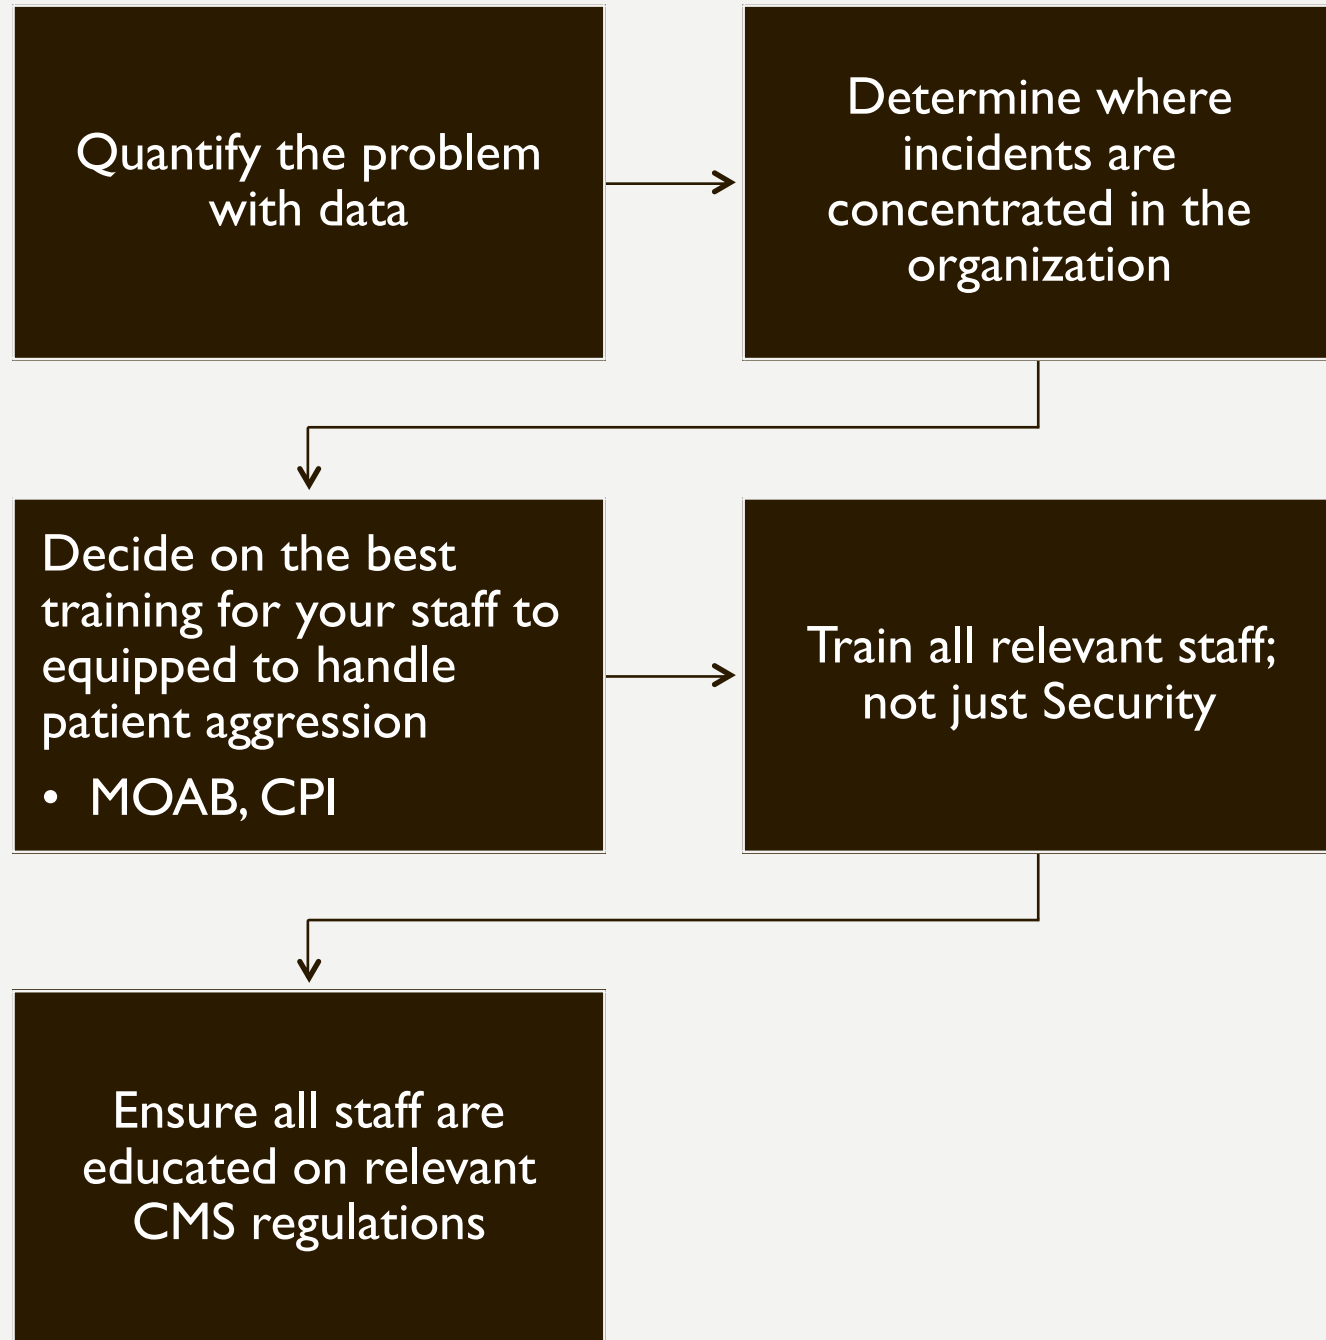 Quantify the problem
with data
Determine where
incidents are
concentrated in the
organization
Decide on the best
training for your staff to
equipped to handle
patient aggression
• MOAB, CPI
Train all relevant staff;
not just Security
Ensure all staff are
educated on relevant
CMS regulations